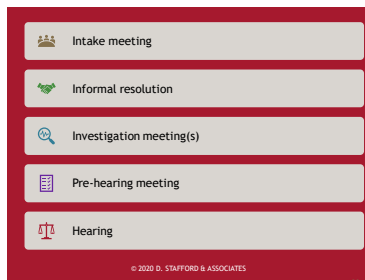 Intake meeting
Informal resolution
Investigation meeting(s)
Pre-hearing meeting
Hearing
© 2020 D. STAFFORD & ASSOCIATES